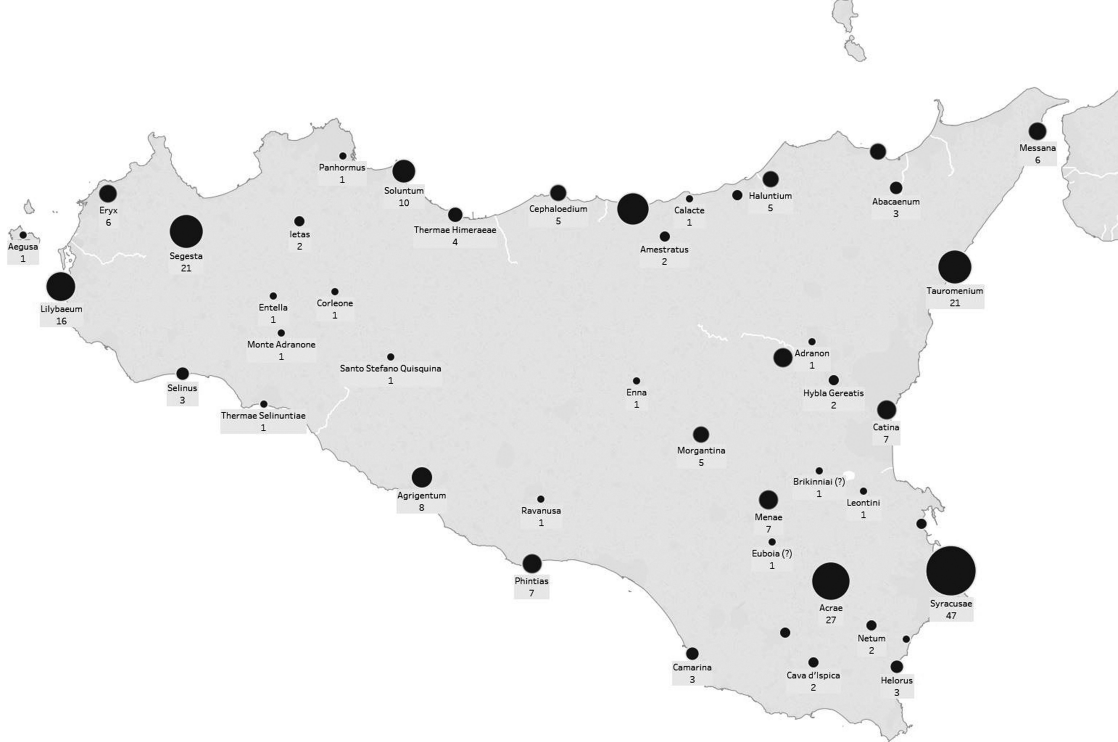 Messana
6
Panhormus
1
Soluntum
10
Haluntium
5
Abacaenum
3
Eryx
6
Cephaloedium
5
Calacte
1
Thermae Himeraeae
4
Ietas
2
Aegusa
1
Segesta
21
Amestratus
2
Tauromenium
21
Lilybaeum
16
Entella
1
Corleone
1
Monte Adranone
1
Adranon
1
Santo Stefano Quisquina
1
Selinus
3
Enna
1
Hybla Gereatis
2
Thermae Selinuntiae
1
Catina
7
Morgantina
5
Agrigentum
8
Brikinniai (?)
1
Leontini
1
Ravanusa
1
Menae
7
Euboia (?)
1
Phintias
7
Acrae
27
Syracusae
47
Netum
2
Camarina
3
Cava d'Ispica
2
Helorus
3